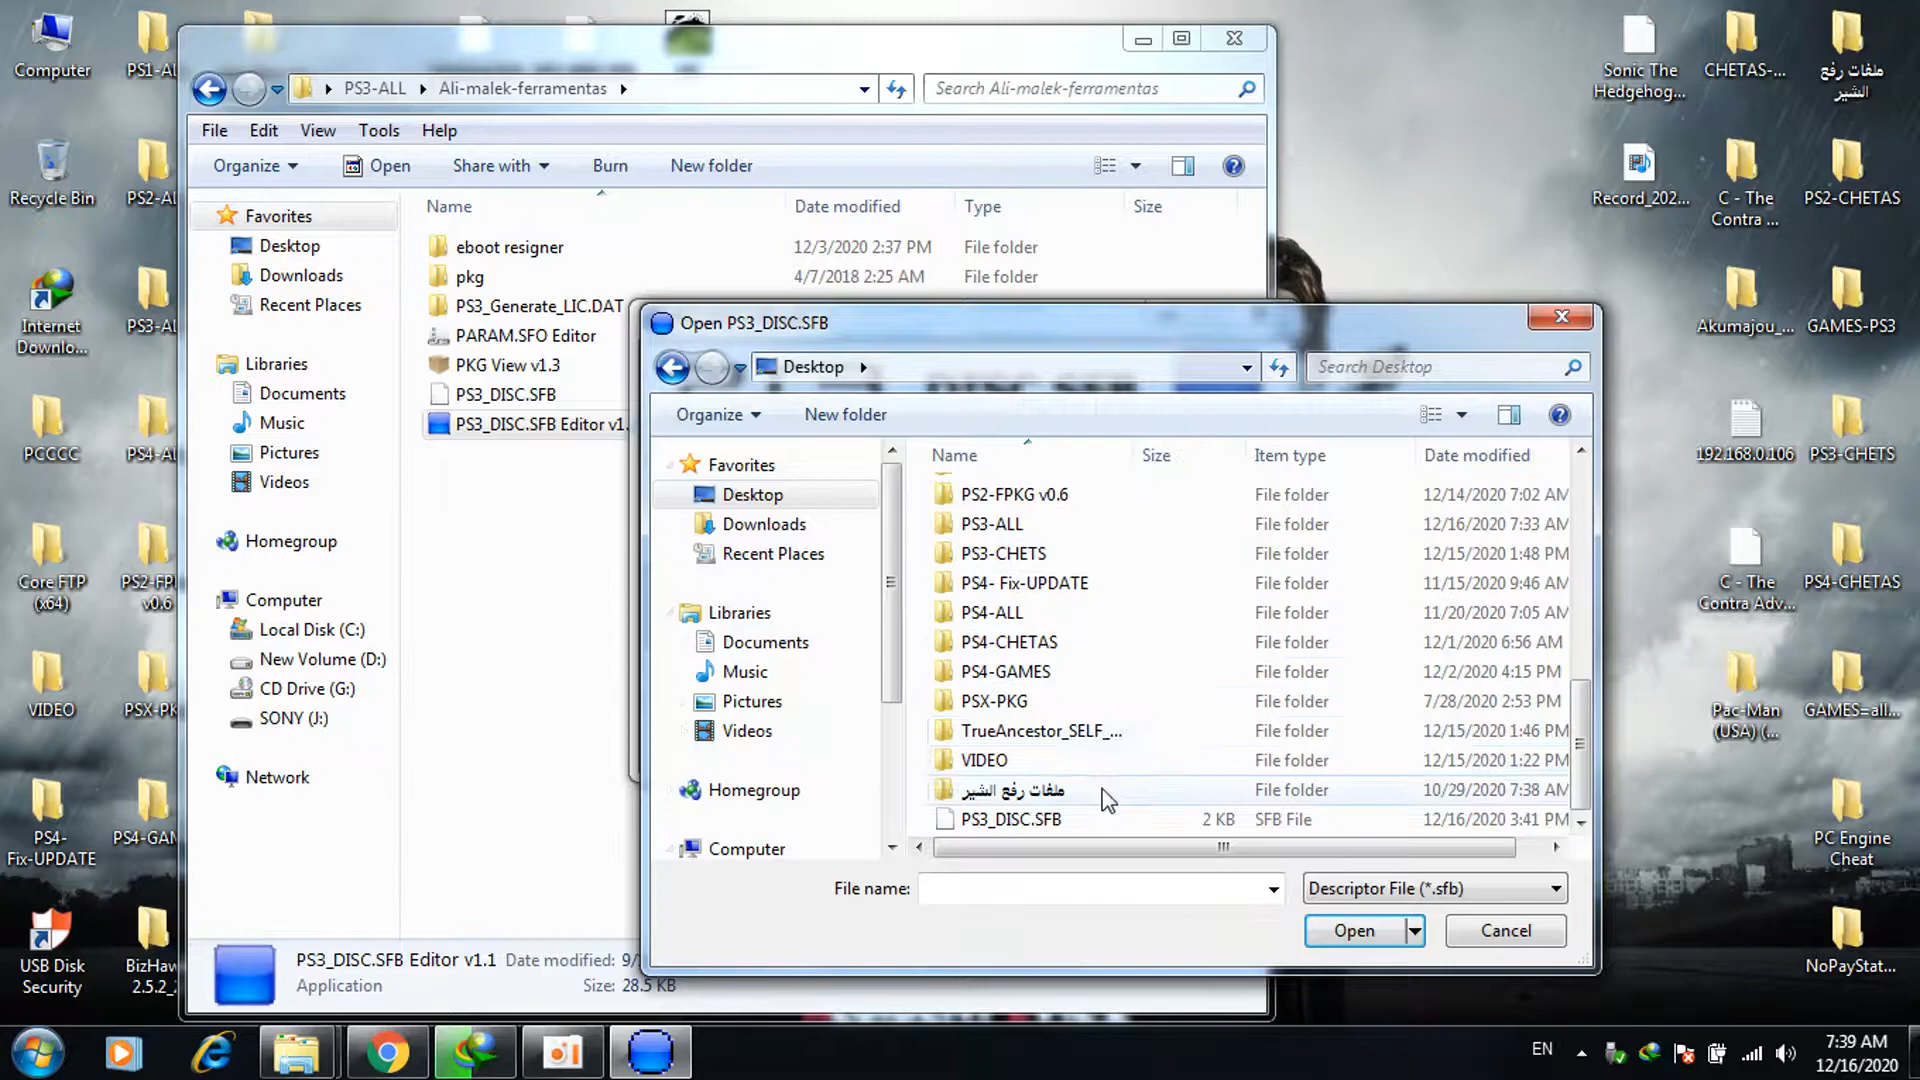 Computer
PS1-AL
Recycle Bin
PS2-AL
Internet
Downlo...
PS3-AL
PCCCC
PS4-A
Core FTP
(x64)
PS2-FP
v0.6
VIDEO
PSX-PK
PS4-
Fix-UPDATE
PS4-GAM
USB Disk
Security
BizHaw
2.5.2_
PS3-ALL
Ali-malek-ferramentas
Search Ali-malek-ferramentas
File Edit View Tools Help
Organize Open Share with Burn New folder
Name Date modified Type Size
Favorites
Desktop
Downloads
Recent Places
Libraries
Documents
Music
Pictures
Videos
Homegroup
Computer
Local Disk (C:)
New Volume (D:)
CD Drive (G:)
SONY (J:)
Network
eboot resigner 12/3/2020 2:37 PM File folder
pkg 4/7/2018 2:25 AM File folder
PS3_Generate_LIC.DAT
PARAM.SFO Editor
PKG View v1.3
PS3_DISC.SFB
PS3_DISC.SFB Editor v1.
PS3_DISC.SFB Editor v1.1 Date modified: 9/
Application Size: 28.5 KB
Open PS3_DISC.SFB
Desktop
Search Desktop
Organize New folder
Favorites
Desktop
Downloads
Recent Places
Libraries
Documents
Music
Pictures
Videos
Homegroup
Computer
Name Size Item type Date modified
PS2-FPKG v0.6 File folder 12/14/2020 7:02 AM
PS3-ALL File folder 12/16/2020 7:33 AM
PS3-CHETS File folder 12/15/2020 1:48 PM
PS4- Fix-UPDATE File folder 11/15/2020 9:46 AM
PS4-ALL File folder 11/20/2020 7:05 AM
PS4-CHETAS File folder 12/1/2020 6:56 AM
PS4-GAMES File folder 12/2/2020 4:15 PM
PSX-PKG File folder 7/28/2020 2:53 PM
TrueAncestor_SELF_... File folder 12/15/2020 1:46 PM
VIDEO File folder 12/15/2020 1:22 PM
ملفات رفع الشير File folder 10/29/2020 7:38 AM
PS3_DISC.SFB 2 KB SFB File 12/16/2020 3:41 PM
File name: Descriptor File (*.sfb)
Open Cancel
Sonic The
Hedgehog...
CHETAS-...
ملفات رفع
الشير
Record_202...
C - The
Contra ...
PS2-CHETAS
Akumajou_...
GAMES-PS3
192.168.0.106
PS3-CHETS
C - The
Contra Adv...
PS4-CHETAS
Pac-Man
(USA) (...
GAMES=all...
PC Engine
Cheat
NoPayStat...
EN
7:39 AM
12/16/2020